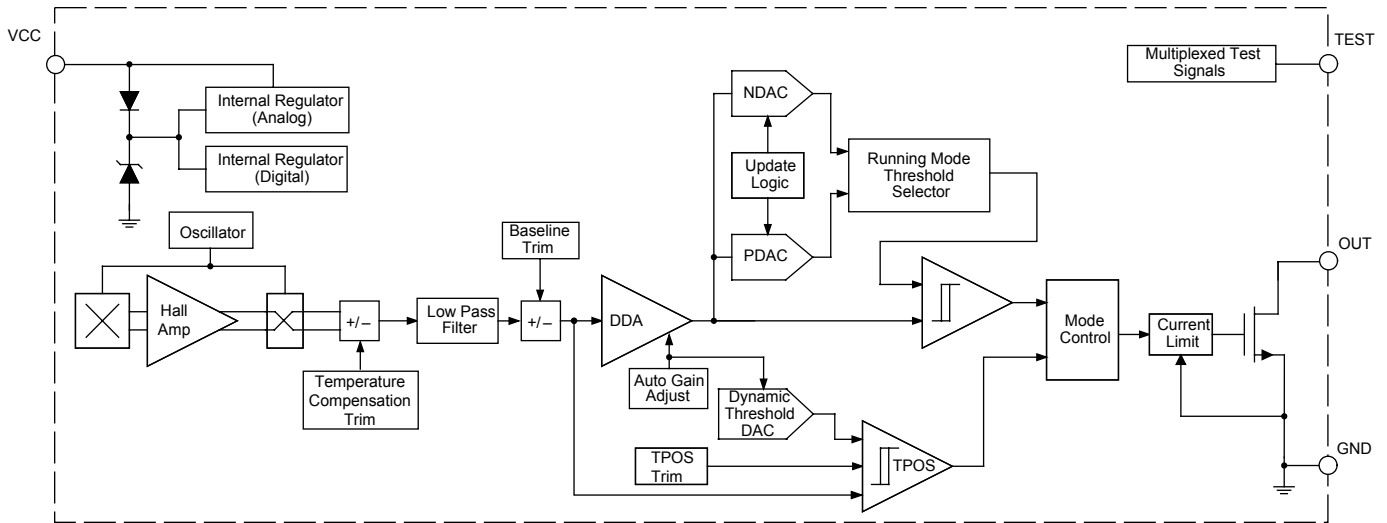 VCC
TEST
Multiplexed Test
Signals
Internal Regulator
(Analog)
Internal Regulator
(Digital)
NDAC
Update
Logic
PDAC
Running Mode
Threshold
Selector
Oscillator
Baseline
Trim
OUT
Hall
Amp
+/–
Low Pass
Filter
+/–
DDA
Mode
Control
Current
Limit
Temperature
Compensation
Trim
Auto Gain
Adjust
Dynamic
Threshold
DAC
TPOS
Trim
TPOS
GND